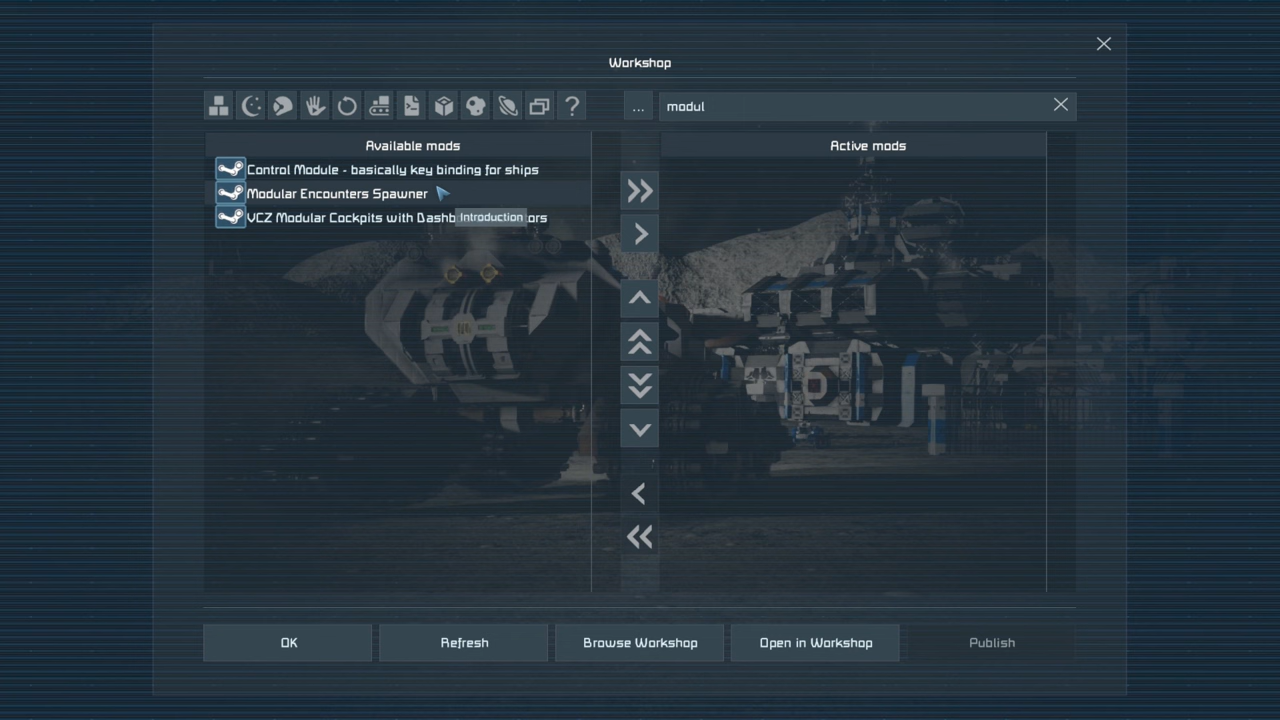 Workshop
...
modul
Available mods
Active mods
Control Module - basically key binding for ships
Modular Encounters Spawner
VCZ Modular Cockpits with Dashb
Introduction
ors
OK
Refresh
Browse Workshop
Open in Workshop
Publish